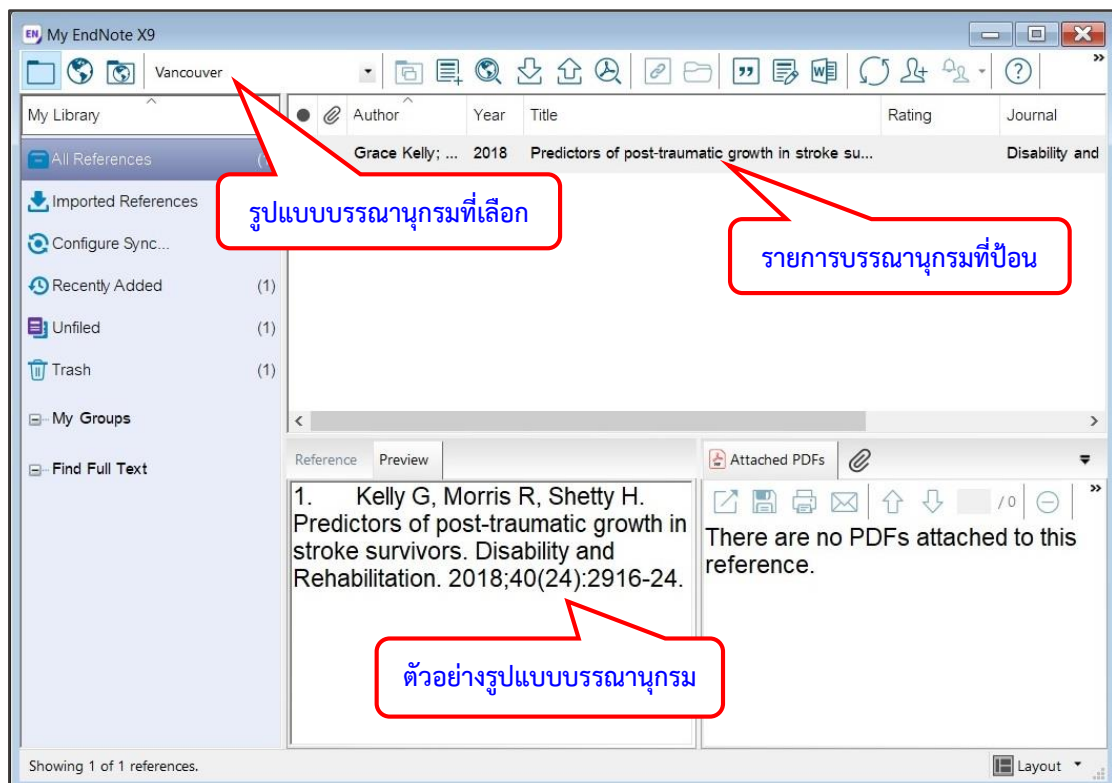 EN My EndNote X9
Vancouver
My Library
Author Year Title Rating Journal
All References
Grace Kelly; ... 2018 Predictors of post-traumatic growth in stroke su... Disability and
Imported References
รูปแบบบรรณานุกรมที่เลือก
รายการบรรณานุกรมที่ป้อน
Configure Sync...
Recently Added (1)
Unfiled (1)
Trash (1)
My Groups
Find Full Text
Reference Preview
Attached PDFs
/ 0
1. Kelly G, Morris R, Shetty H.
Predictors of post-traumatic growth in
stroke survivors. Disability and
Rehabilitation. 2018;40(24):2916-24.
There are no PDFs attached to this
reference.
ตัวอย่างรูปแบบบรรณานุกรม
Showing 1 of 1 references.
Layout